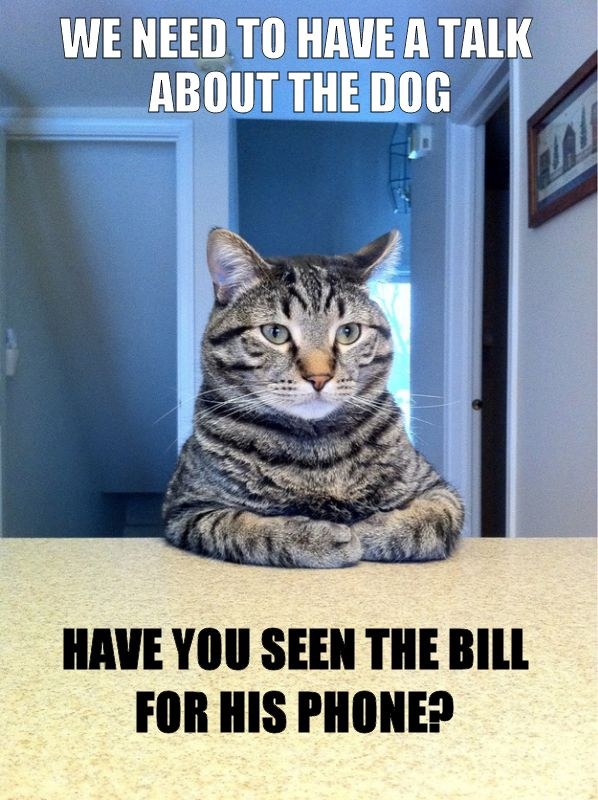 WE NEED TO HAVE A TALK
ABOUT THE DOG
HAVE YOU SEEN THE BILL
FOR HIS PHONE?